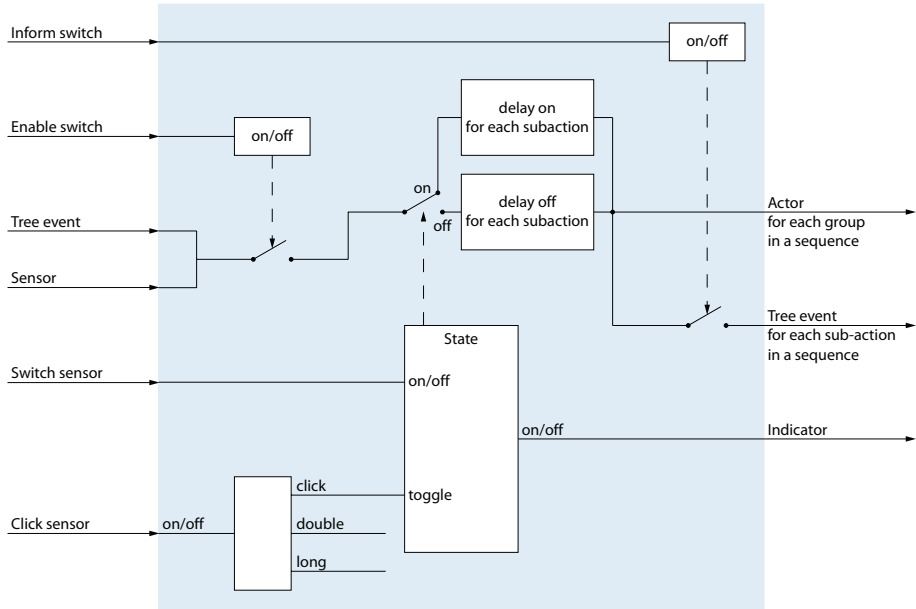 Inform switch
on/off
delay on
for each subaction
Enable switch
on/off
on
delay off
for each subaction
off
Tree event
Actor
for each group
in a sequence
Sensor
Tree event
for each sub-action
in a sequence
State
Switch sensor
on/off
on/off
Indicator
click
toggle
Click sensor
on/off
double
long